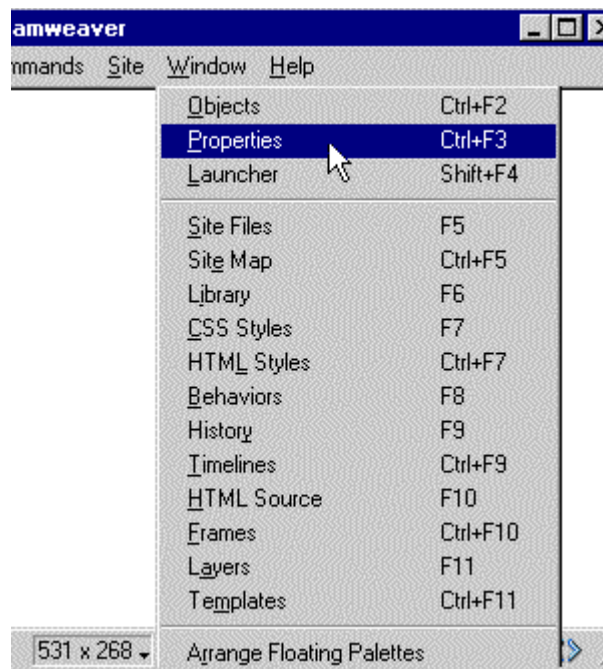 amweaver
mmands Site Window Help
Objects Ctrl+F2
Properties Ctrl+F3
Launcher Shift+F4
Site Files F5
Site Map Ctrl+F5
Library F6
CSS Styles F7
HTML Styles Ctrl+F7
Behaviors F8
History F9
Timelines Ctrl+F9
HTML Source F10
Frames Ctrl+F10
Layers F11
Templates Ctrl+F11
531 x 268 Arrange Floating Palettes